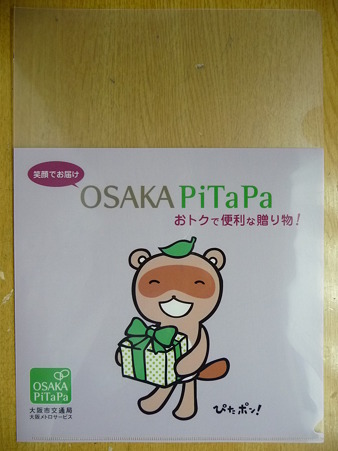 笑顔でお届け
OSAKA PiTaPa
おトクで便利な贈り物!
OSAKA
PiTaPa
大阪市交通局
大阪メトロサービス
ぴたポン!